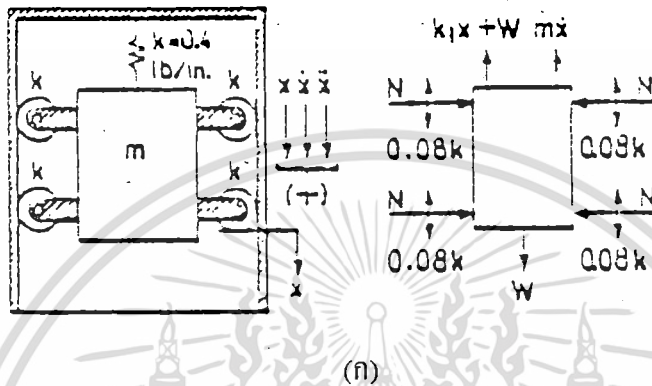 k₁x + W mẍ
k=0.4
lb/in.
k k
x ẋ ẍ
N N
0.08k 0.08k
m
k k
(+)
N N
0.08k 0.08k
x
W
(ก)